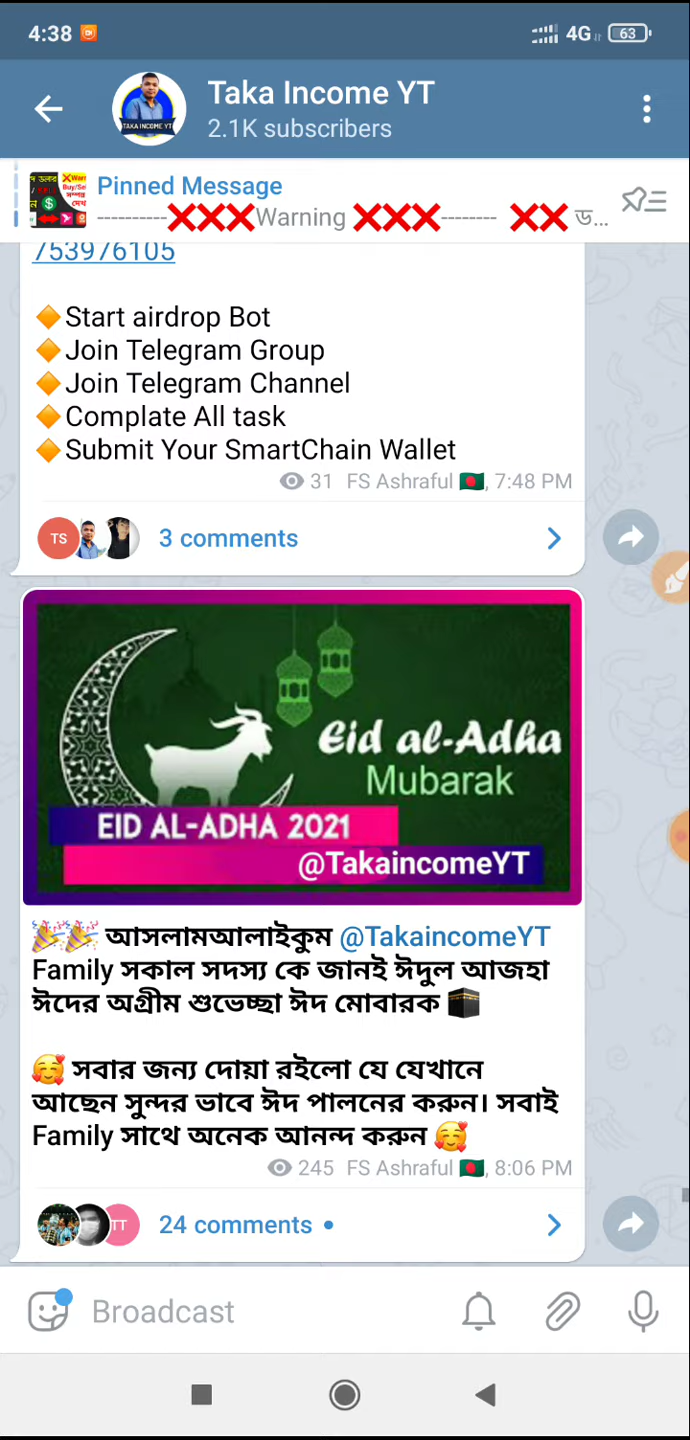 4:38
4G 63
Taka Income YT
2.1K subscribers
TAKA INCOME YT
Pinned Message
----------❌❌❌Warning ❌❌❌-------- ❌❌ ড...
753976105
🔶Start airdrop Bot
🔶Join Telegram Group
🔶Join Telegram Channel
🔶Complate All task
🔶Submit Your SmartChain Wallet
31 FS Ashraful 🇧🇩, 7:48 PM
TS
3 comments
Eid al-Adha
Mubarak
EID AL-ADHA 2021
@TakaincomeYT
🎉🎉 আসলামআলাইকুম @TakaincomeYT
Family সকাল সদস্য কে জানই ঈদুল আজহা
ঈদের অগ্রীম শুভেচ্ছা ঈদ মোবারক 🕋
🥰 সবার জন্য দোয়া রইলো যে যেখানে
আছেন সুন্দর ভাবে ঈদ পালনের করুন। সবাই
Family সাথে অনেক আনন্দ করুন 🥰
245 FS Ashraful 🇧🇩, 8:06 PM
TT
24 comments
Broadcast